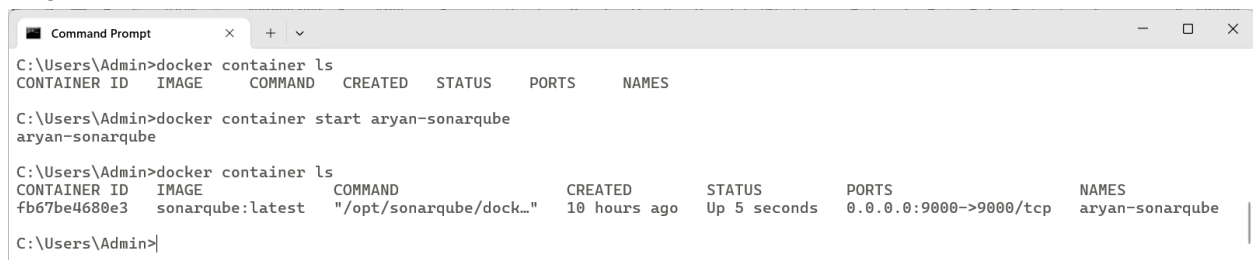 Command Prompt
C:\Users\Admin>docker container ls
CONTAINER ID   IMAGE     COMMAND   CREATED   STATUS    PORTS     NAMES
C:\Users\Admin>docker container start aryan-sonarqube
aryan-sonarqube
C:\Users\Admin>docker container ls
CONTAINER ID   IMAGE              COMMAND                  CREATED        STATUS         PORTS                    NAMES
fb67be4680e3   sonarqube:latest   "/opt/sonarqube/dock…"   10 hours ago   Up 5 seconds   0.0.0.0:9000->9000/tcp   aryan-sonarqube
C:\Users\Admin>